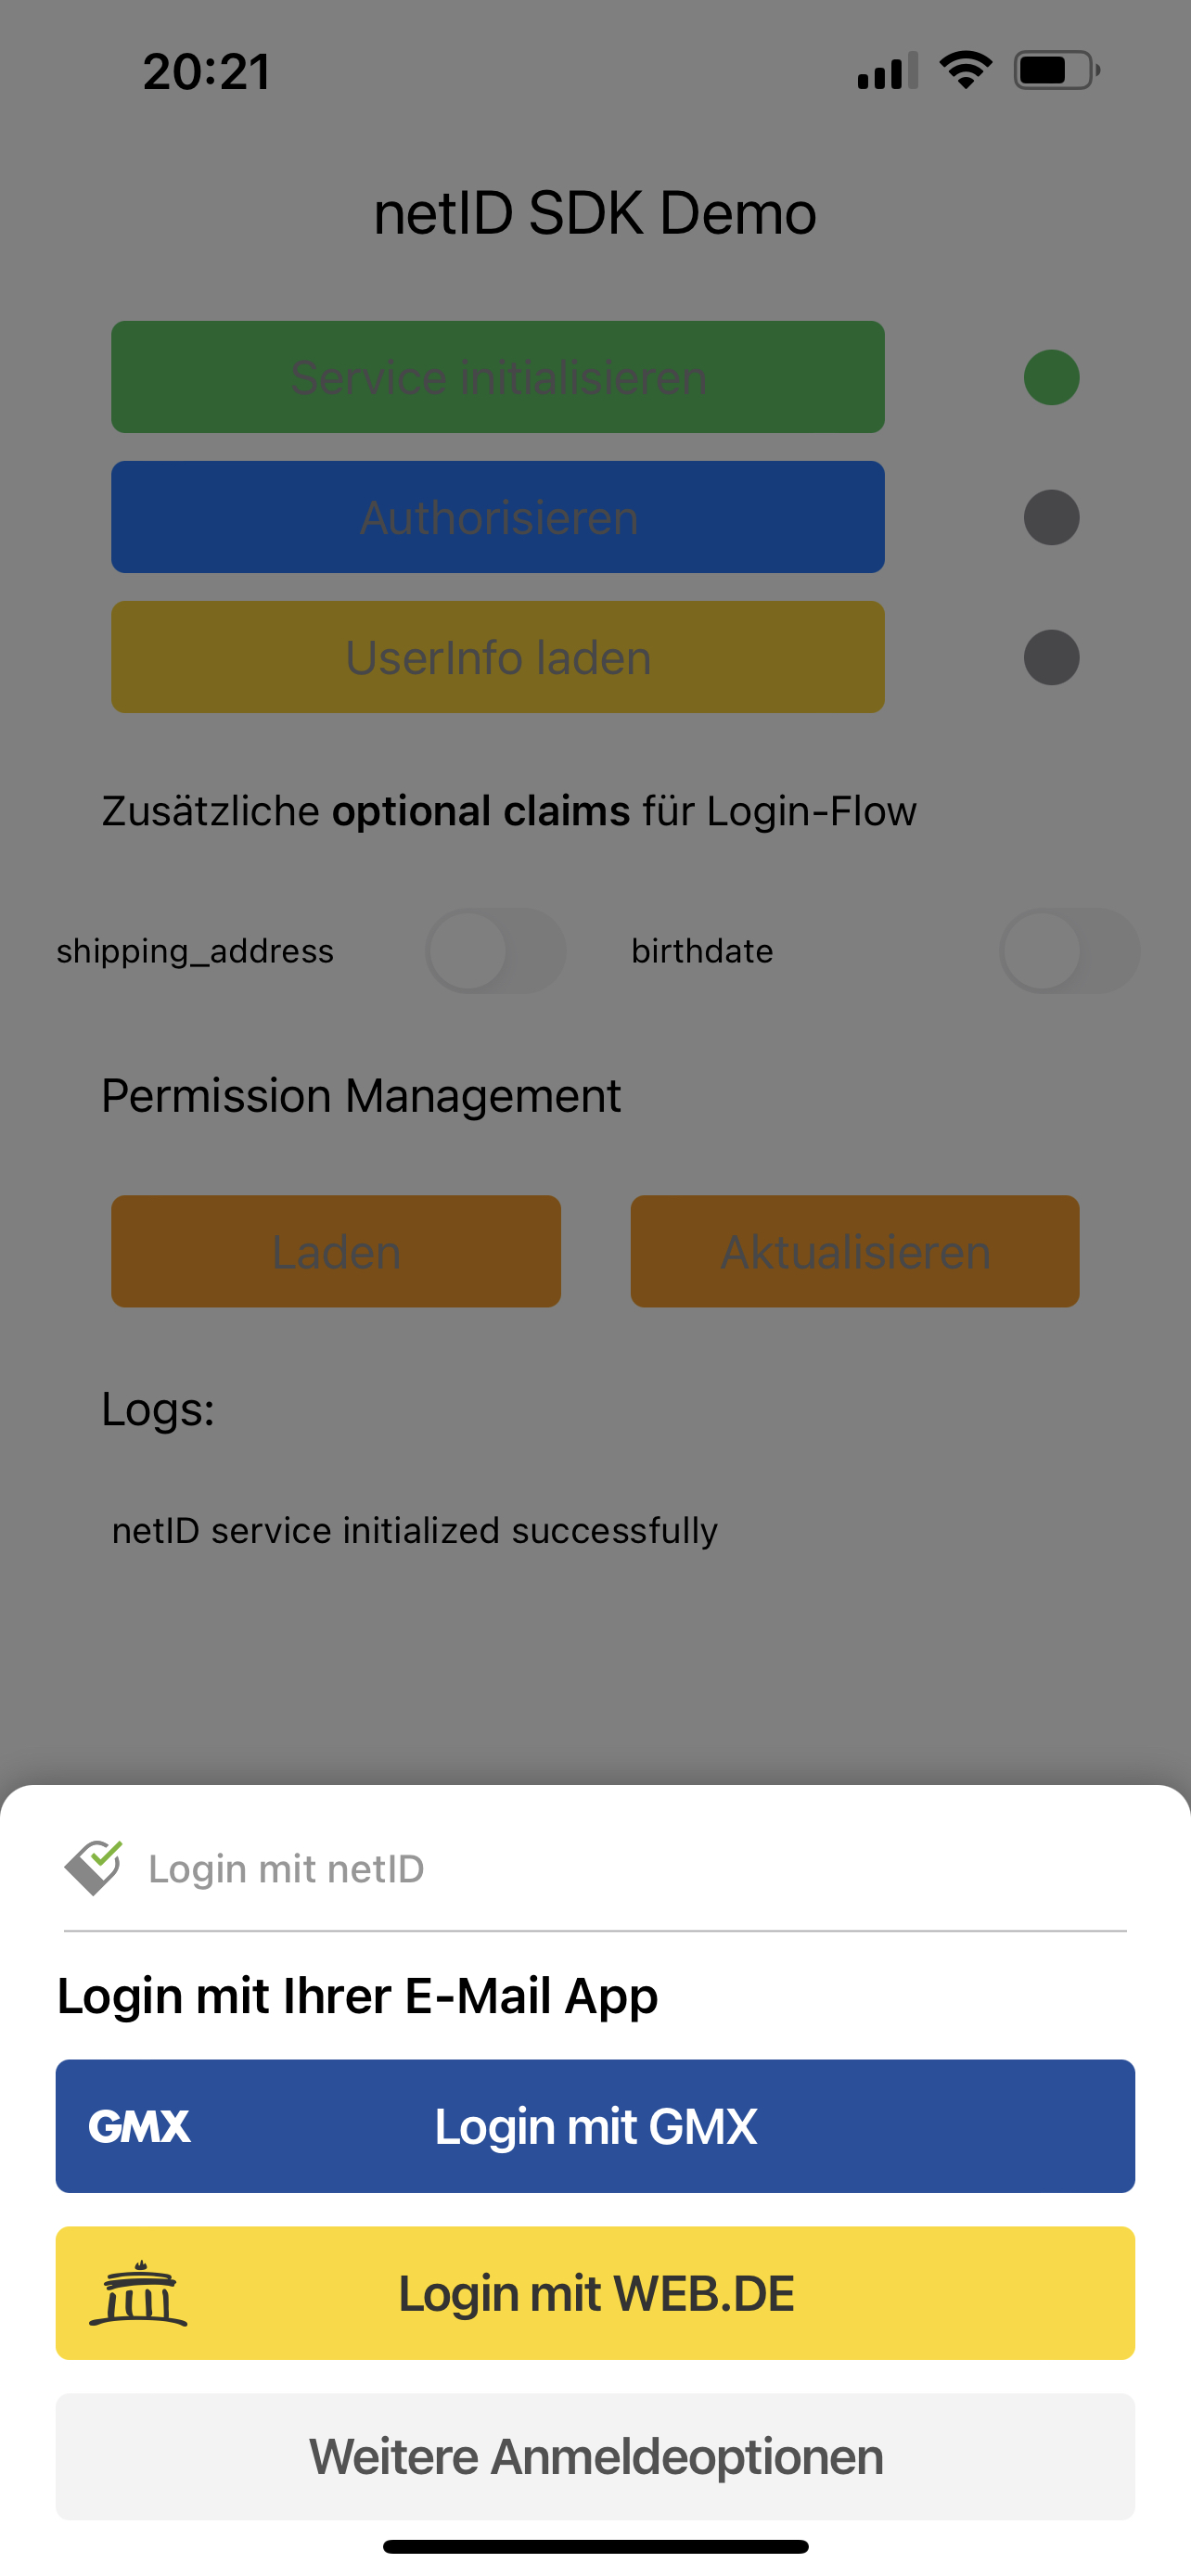 20:21
netID SDK Demo
Service initialisieren
Authorisieren
UserInfo laden
Zusätzliche optional claims für Login-Flow
shipping_address birthdate
Permission Management
Laden Aktualisieren
Logs:
netID service initialized successfully
Login mit netID
Login mit Ihrer E-Mail App
GMX Login mit GMX
Login mit WEB.DE
Weitere Anmeldeoptionen